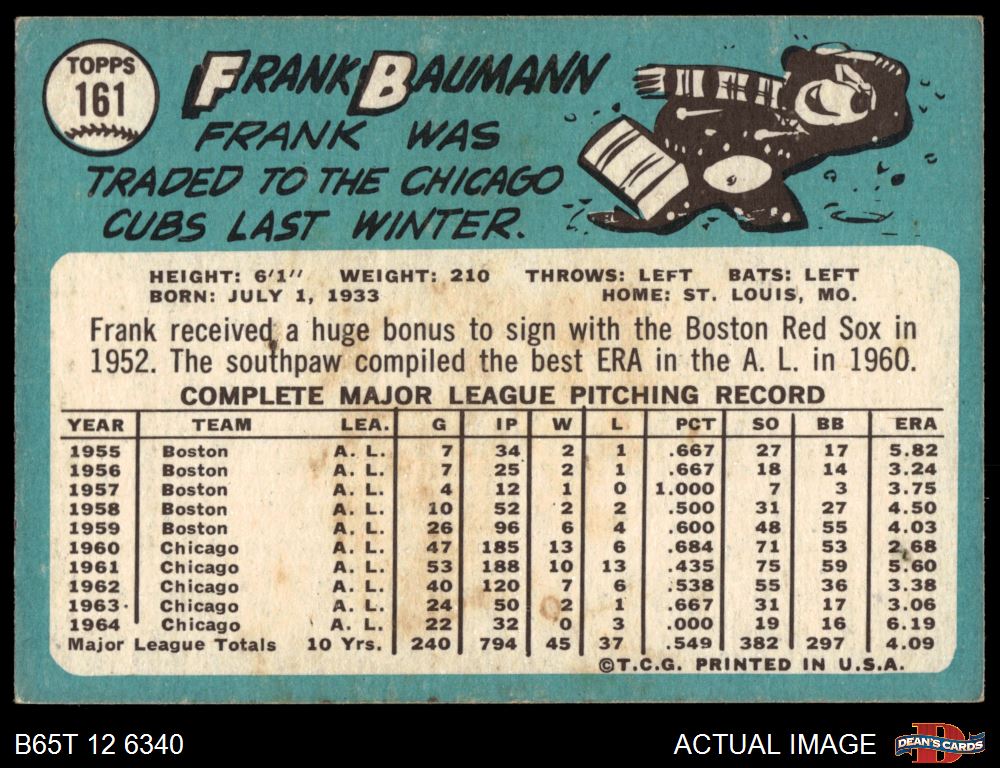 TOPPS
161
FRANK BAUMANN
FRANK WAS
TRADED TO THE CHICAGO
CUBS LAST WINTER.
HEIGHT: 6'1" WEIGHT: 210 THROWS: LEFT BATS: LEFT
BORN: JULY 1, 1933 HOME: ST. LOUIS, MO.
Frank received a huge bonus to sign with the Boston Red Sox in
1952. The southpaw compiled the best ERA in the A. L. in 1960.
COMPLETE MAJOR LEAGUE PITCHING RECORD
YEAR TEAM LEA. G IP W L PCT SO BB ERA
1955 Boston A. L. 7 34 2 1 .667 27 17 5.82
1956 Boston A. L. 7 25 2 1 .667 18 14 3.24
1957 Boston A. L. 4 12 1 0 1.000 7 3 3.75
1958 Boston A. L. 10 52 2 2 .500 31 27 4.50
1959 Boston A. L. 26 96 6 4 .600 48 55 4.03
1960 Chicago A. L. 47 185 13 6 .684 71 53 2.68
1961 Chicago A. L. 53 188 10 13 .435 75 59 5.60
1962 Chicago A. L. 40 120 7 6 .538 55 36 3.38
1963 Chicago A. L. 24 50 2 1 .667 31 17 3.06
1964 Chicago A. L. 22 32 0 3 .000 19 16 6.19
Major League Totals 10 Yrs. 240 794 45 37 .549 382 297 4.09
©T.C.G. PRINTED IN U.S.A.
B65T 12 6340 ACTUAL IMAGE
DEAN'S CARDS